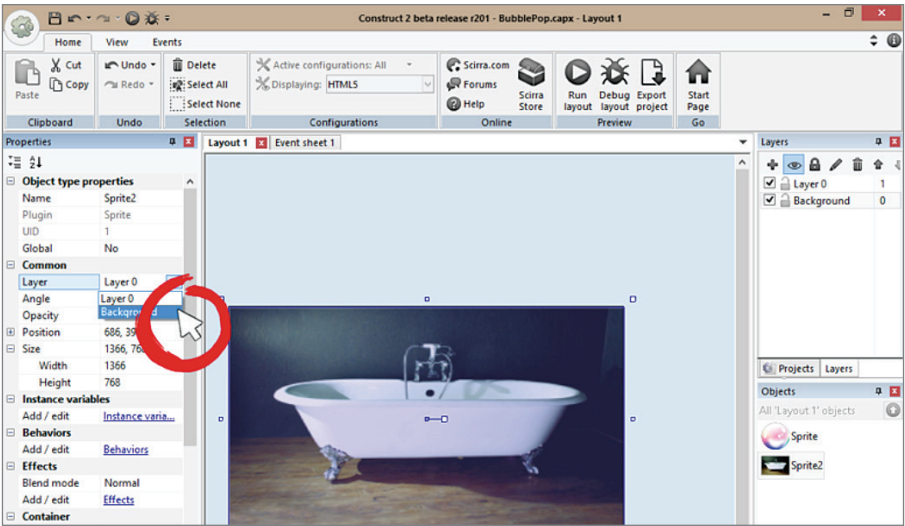 Construct 2 beta release r201 - BubblePop.capx - Layout 1
Home View Events
Paste
Cut
Copy
Clipboard
Undo
Redo
Undo
Delete
Select All
Select None
Selection
Active configurations: All
Displaying: HTML5
Configurations
Scirra.com
Forums
Help
Scirra Store
Online
Run layout
Debug layout
Export project
Preview
Start Page
Go
Properties
Object type properties
Name Sprite2
Plugin Sprite
UID 1
Global No
Common
Layer Layer 0
Angle Layer 0
Opacity Background
Position 686, 39
Size 1366, 76
Width 1366
Height 768
Instance variables
Add / edit Instance varia...
Behaviors
Add / edit Behaviors
Effects
Blend mode Normal
Add / edit Effects
Container
Layout 1 Event sheet 1
Layers
Layer 0 1
Background 0
Projects Layers
Objects
All 'Layout 1' objects
Sprite
Sprite2